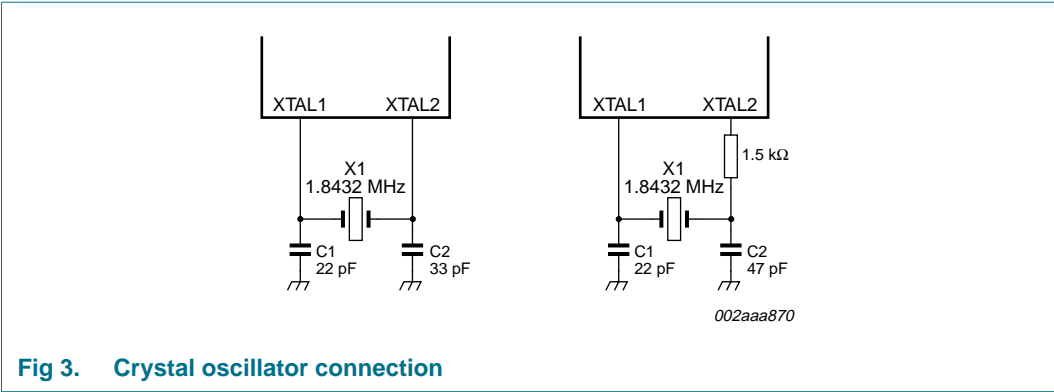 XTAL1 XTAL2
X1
1.8432 MHz
C1
22 pF
C2
33 pF
XTAL1 XTAL2
1.5 kΩ
X1
1.8432 MHz
C1
22 pF
C2
47 pF
002aaa870
Fig 3. Crystal oscillator connection